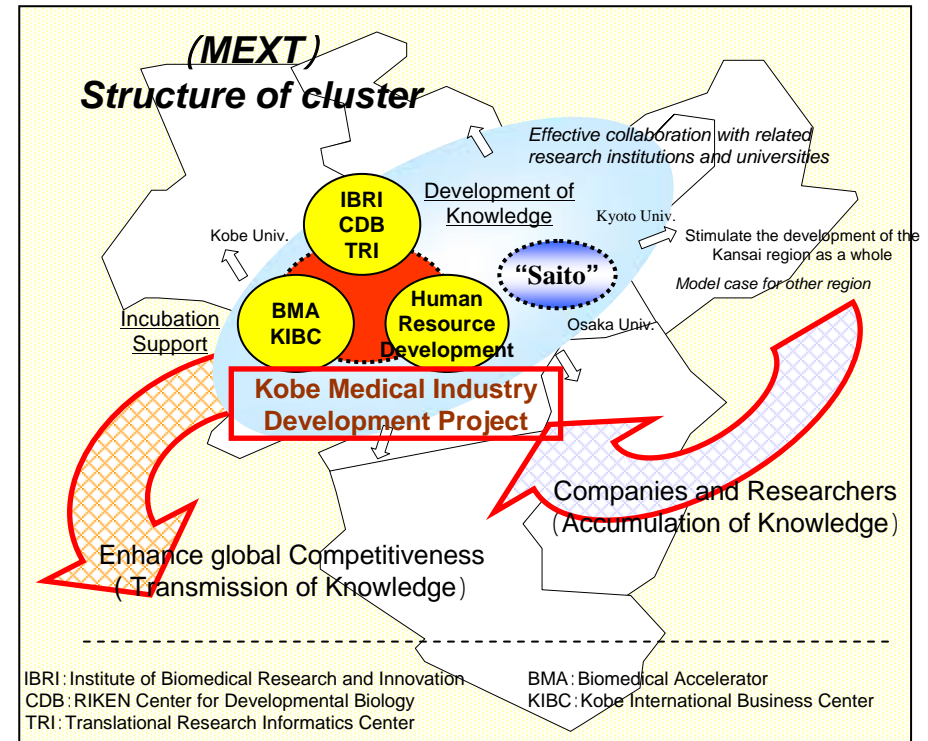 (MEXT)
Structure of cluster
Effective collaboration with related
research institutions and universities
IBRI
CDB
TRI
Development of
Knowledge
Kyoto Univ.
Kobe Univ.
Stimulate the development of the
Kansai region as a whole
“Saito”
Model case for other region
BMA
KIBC
Human
Resource
Development
Incubation
Support
Osaka Univ.
Kobe Medical Industry
Development Project
Companies and Researchers
(Accumulation of Knowledge)
Enhance global Competitiveness
( Transmission of Knowledge)
IBRI:Institute of Biomedical Research and Innovation
CDB:RIKEN Center for Developmental Biology
TRI:Translational Research Informatics Center
BMA:Biomedical Accelerator
KIBC:Kobe International Business Center